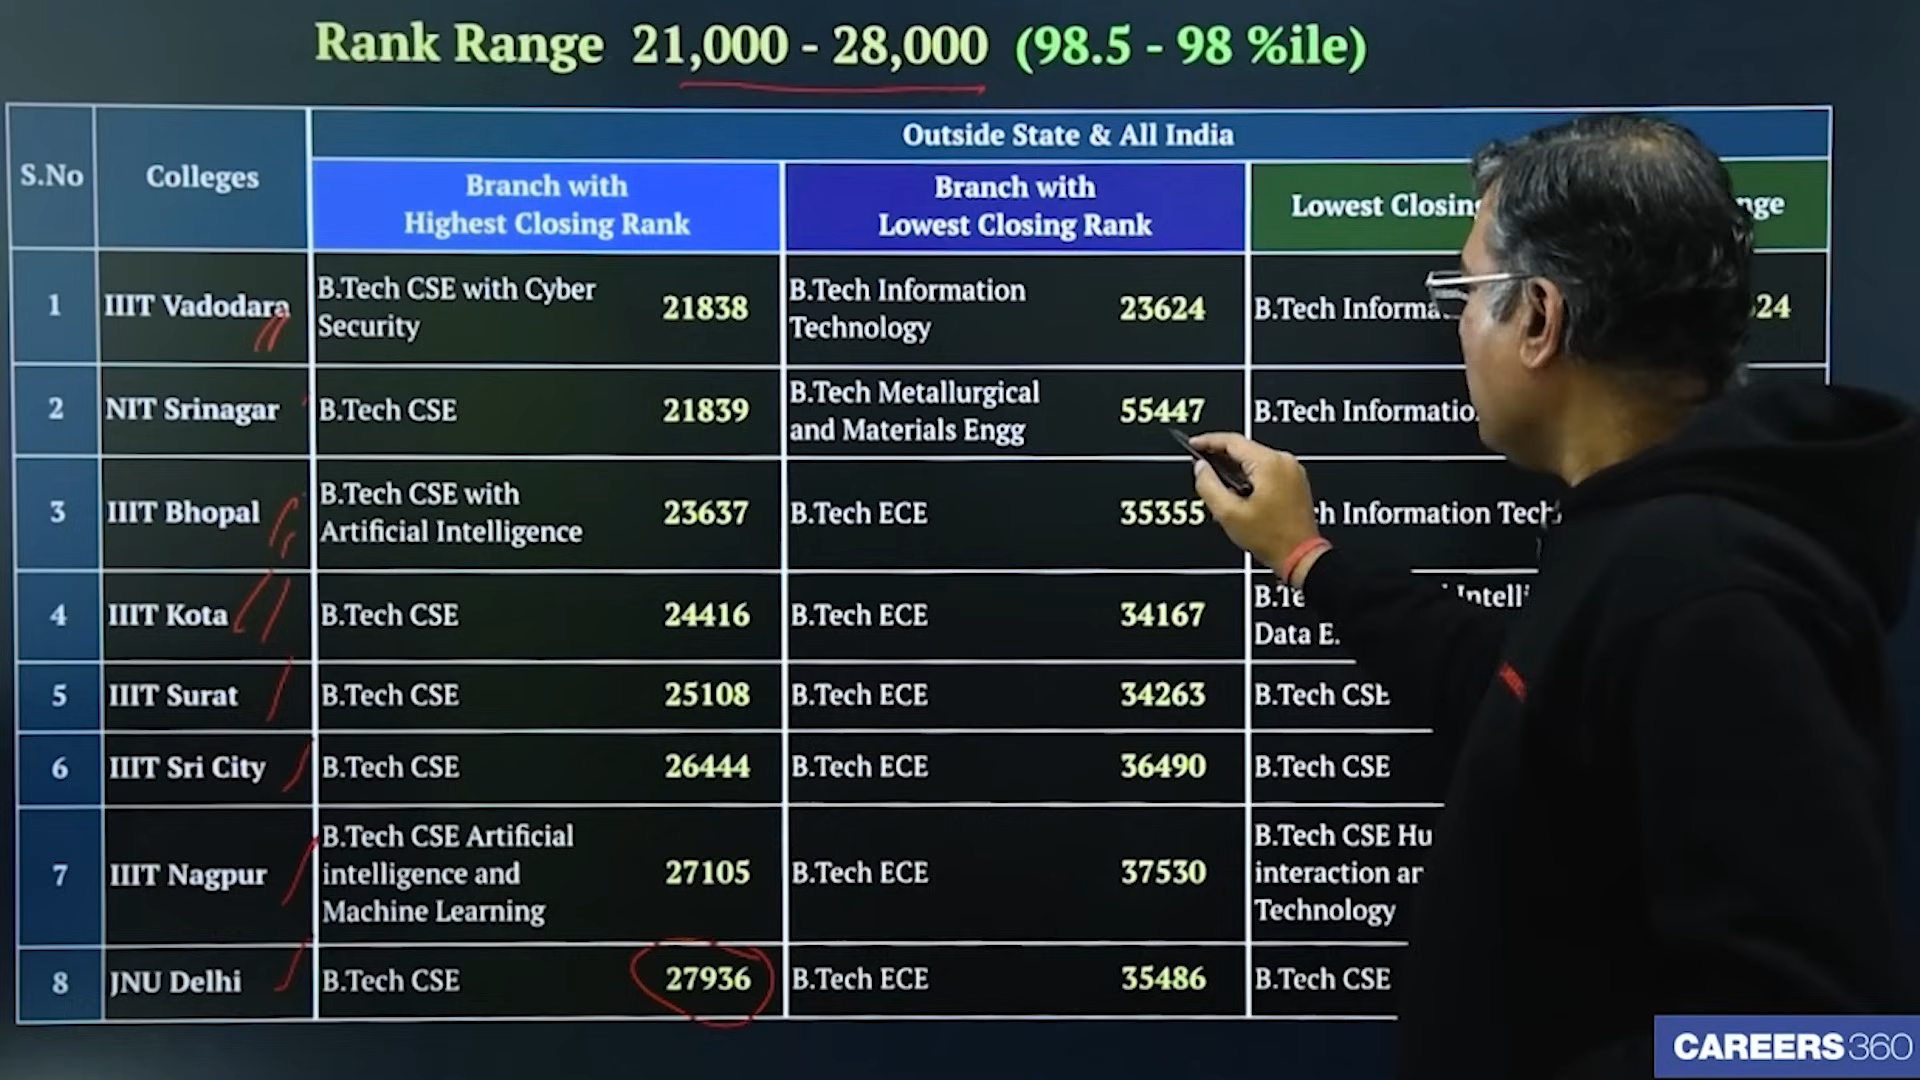 Rank Range 21,000 - 28,000 (98.5 - 98 %ile)
S.No
Colleges
Outside State & All India
Branch with
Highest Closing Rank
Branch with
Lowest Closing Rank
Lowest Closing
1
IIIT Vadodara
B.Tech CSE with Cyber
Security
21838
B.Tech Information
Technology
23624
B.Tech
24
2
NIT Srinagar
B.Tech CSE
21839
B.Tech Metallurgical
and Materials Engg
55447
B.Tech
3
IIIT Bhopal
B.Tech CSE with
Artificial Intelligence
23637
B.Tech ECE
35355
Information
4
IIIT Kota
B.Tech CSE
24416
B.Tech ECE
34167
Data
5
IIIT Surat
B.Tech CSE
25108
B.Tech ECE
34263
B.Tech CSE
6
IIIT Sri City
B.Tech CSE
26444
B.Tech ECE
36490
B.Tech CSE
7
IIIT Nagpur
B.Tech CSE Artificial
intelligence and
Machine Learning
27105
B.Tech ECE
37530
B.Tech CSE Hu
interaction
Technology
8
JNU Delhi
B.Tech CSE
27936
B.Tech ECE
35486
B.Tech CSE
CAREERS360